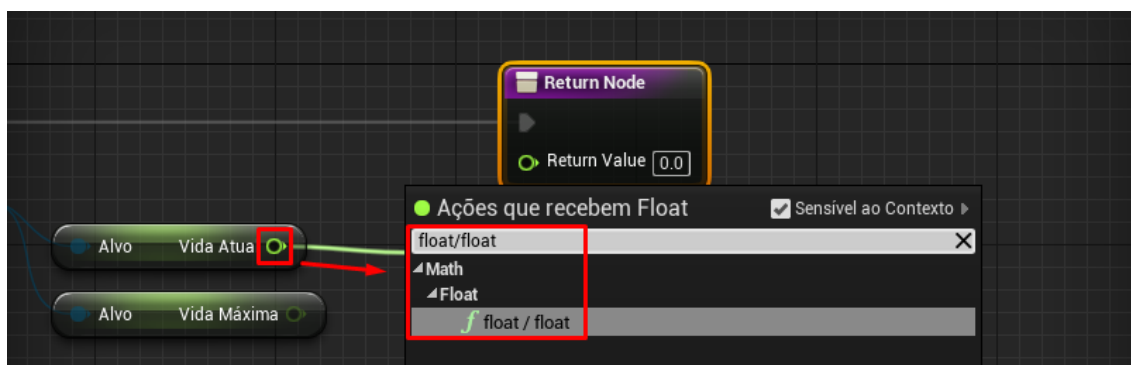 Return Node
Return Value 0.0
Ações que recebem Float Sensível ao Contexto
Alvo Vida Atua
float/float
Math
Float
Alvo Vida Máxima
f float / float